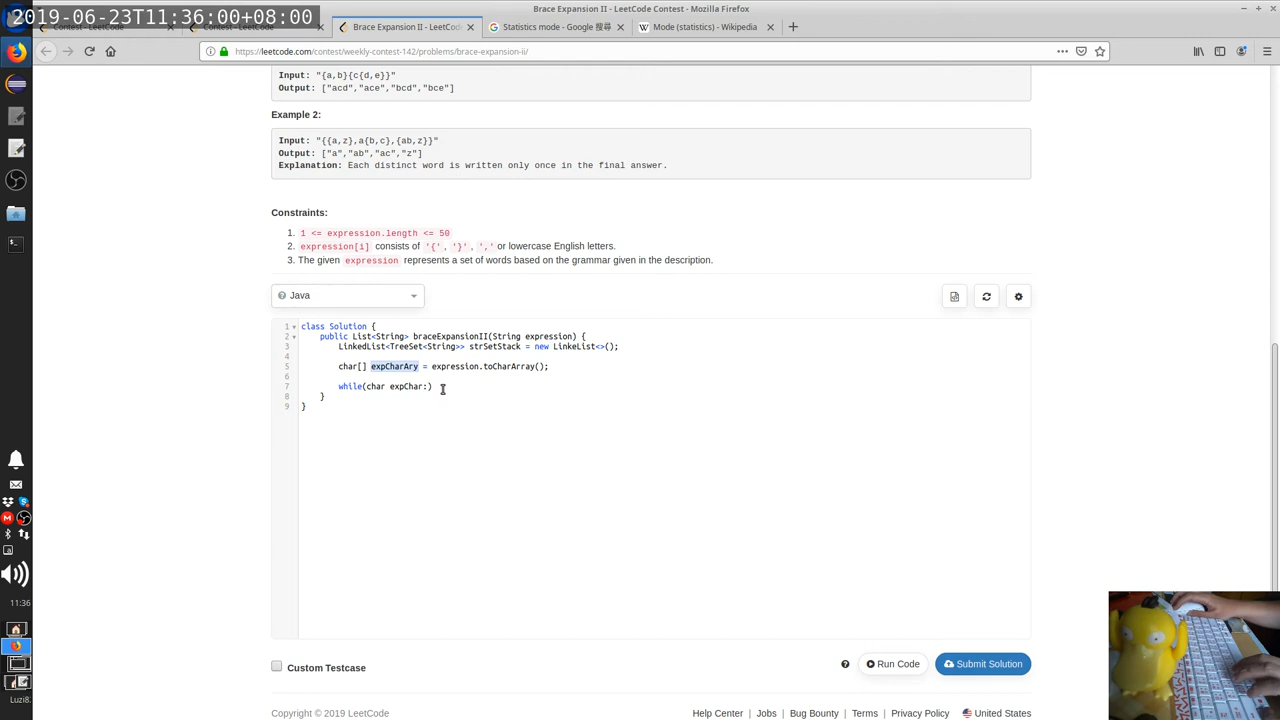 2019-06-23T11:36:00+08:00
Brace Expansion II - LeetCode Contest - Mozilla Firefox
Contest - LeetCode
Contest - LeetCode
Brace Expansion II - LeetCod
Statistics mode - Google 搜尋
Mode (statistics) - Wikipedia
https://leetcode.com/contest/weekly-contest-142/problems/brace-expansion-ii/
Input: "{a,b}{c{d,e}}"
Output: ["acd","ace","bcd","bce"]
Example 2:
Input: "{{a,z},a{b,c},{ab,z}}"
Output: ["a","ab","ac","z"]
Explanation: Each distinct word is written only once in the final answer.
Constraints:
1. 1 <= expression.length <= 50
2. expression[i] consists of '{', '}', ',' or lowercase English letters.
3. The given expression represents a set of words based on the grammar given in the description.
Java
1 class Solution {
2 public List<String> braceExpansionII(String expression) {
3 LinkedList<TreeSet<String>> strSetStack = new LinkeList<>();
4
5 char[] expCharAry = expression.toCharArray();
6
7 while(char expChar:)
8 }
9 }
11:36
Luzi8
Custom Testcase
Run Code
Submit Solution
Copyright © 2019 LeetCode
Help Center | Jobs | Bug Bounty | Terms | Privacy Policy United States